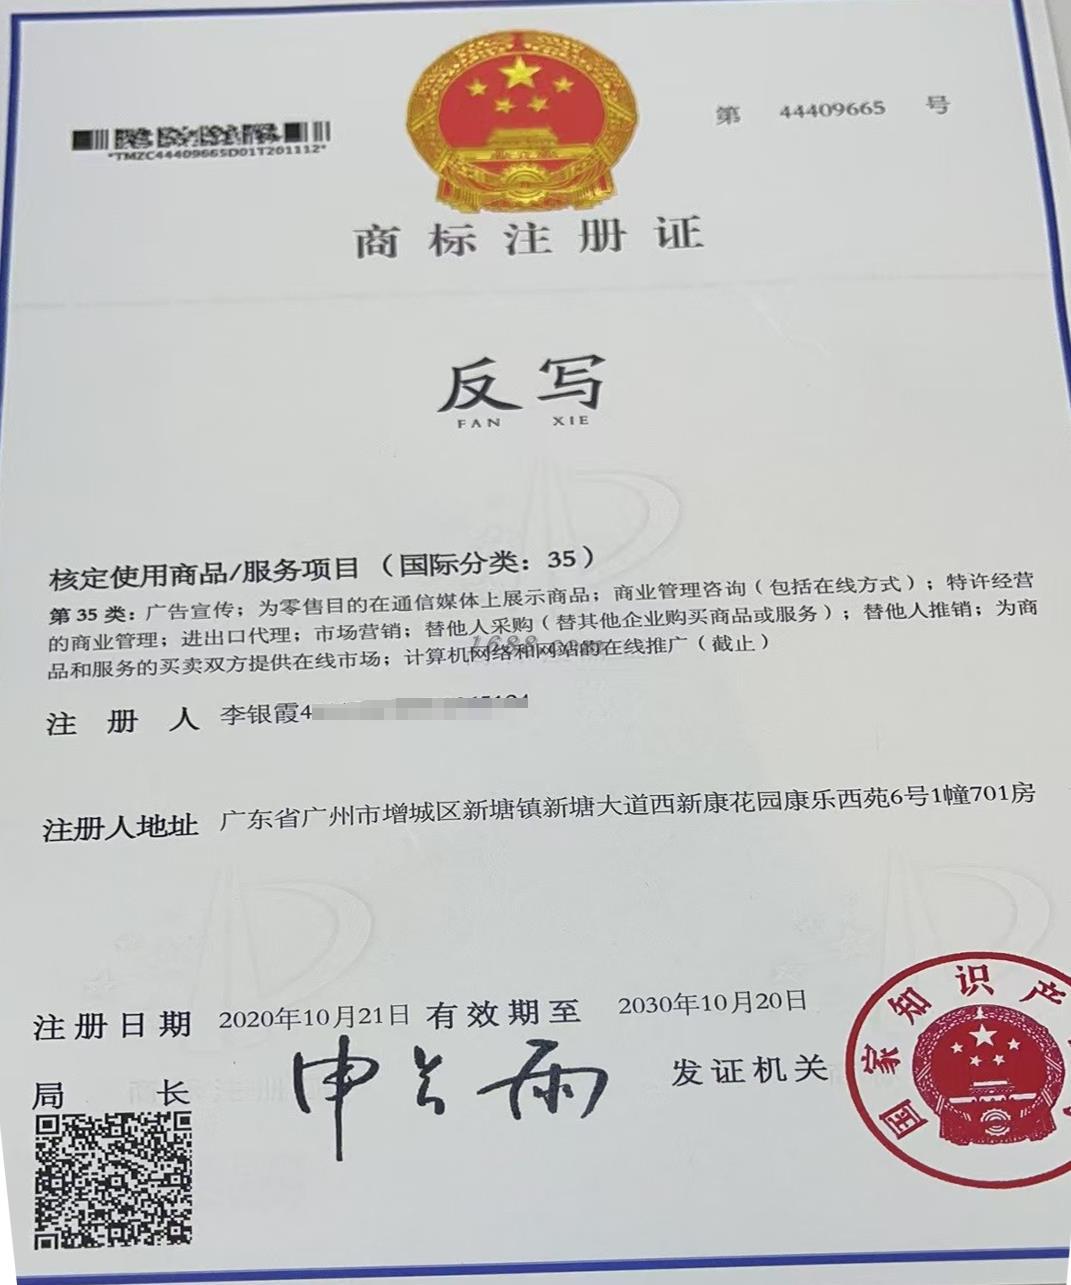 第 44409665 号
*TMZC44409665D01T201112*
商标注册证
反写
FAN XIE
核定使用商品/服务项目（国际分类：35）
第 35 类：广告宣传；为零售目的在通信媒体上展示商品；商业管理咨询（包括在线方式）；特许经营
的商业管理；进出口代理；市场营销；替他人采购（替其他企业购买商品或服务）；替他人推销；为商
品和服务的买卖双方提供在线市场；计算机网络和网站的在线推广（截止）
1688.com
注册人 李银霞4
注册人地址 广东省广州市增城区新塘镇新塘大道西新康花园康乐西苑6号1幢701房
注册日期 2020年10月21日 有效期至 2030年10月20日
局长 申长雨 发证机关
国家知识产